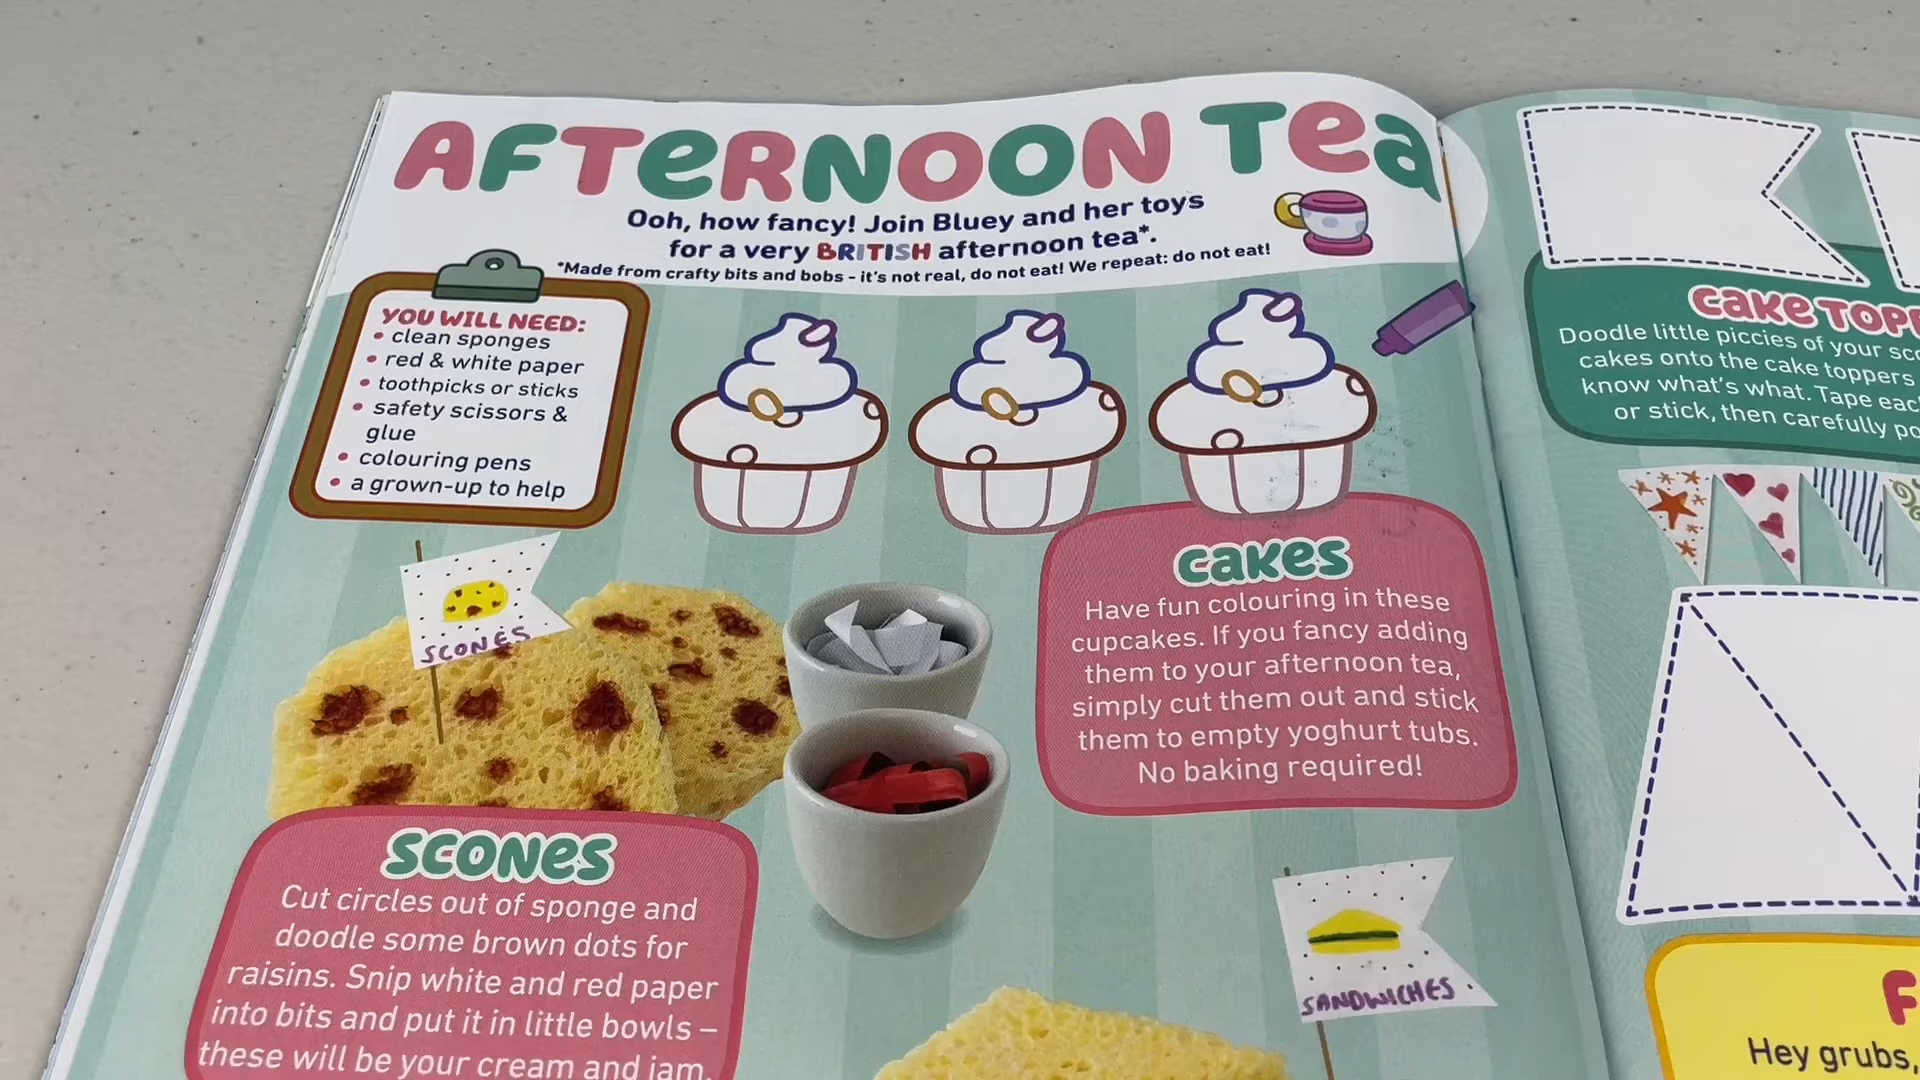 AFTERNOON TEA
Ooh, how fancy! Join Bluey and her toys
for a very BRITISH afternoon tea*.
*Made from crafty bits and bobs – it's not real, do not eat! We repeat: do not eat!
YOU WILL NEED:
• clean sponges
• red & white paper
• toothpicks or sticks
• safety scissors &
glue
• colouring pens
• a grown-up to help
CAKES
Have fun colouring in these
cupcakes. If you fancy adding
them to your afternoon tea,
simply cut them out and stick
them to empty yoghurt tubs.
No baking required!
SCONES
SCONES
Cut circles out of sponge and
doodle some brown dots for
raisins. Snip white and red paper
into bits and put it in little bowls –
these will be your cream and jam.
SANDWICHES
CAKE
Doodle little piccies of your
cakes onto the cake toppers
know what's what. Tape
or stick, then carefully
Hey grubs,